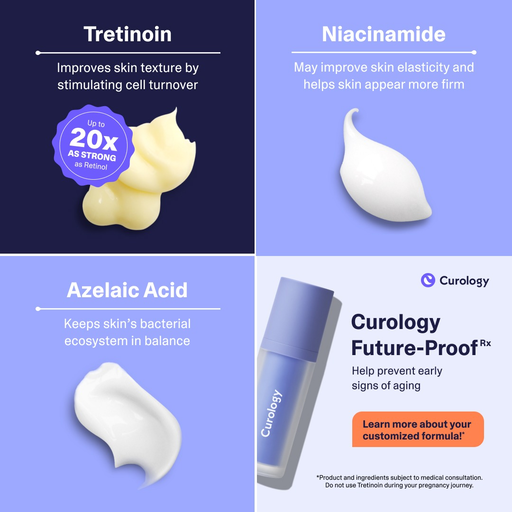 Tretinoin
Improves skin texture by
stimulating cell turnover
Up to
20x
AS STRONG
as Retinol
Niacinamide
May improve skin elasticity and
helps skin appear more firm
Azelaic Acid
Keeps skin's bacterial
ecosystem in balance
Curology
Curology
Future-Proof Rx
Help prevent early
signs of aging
Learn more about your
customized formula!*
Curology
*Product and ingredients subject to medical consultation.
Do not use Tretinoin during your pregnancy journey.